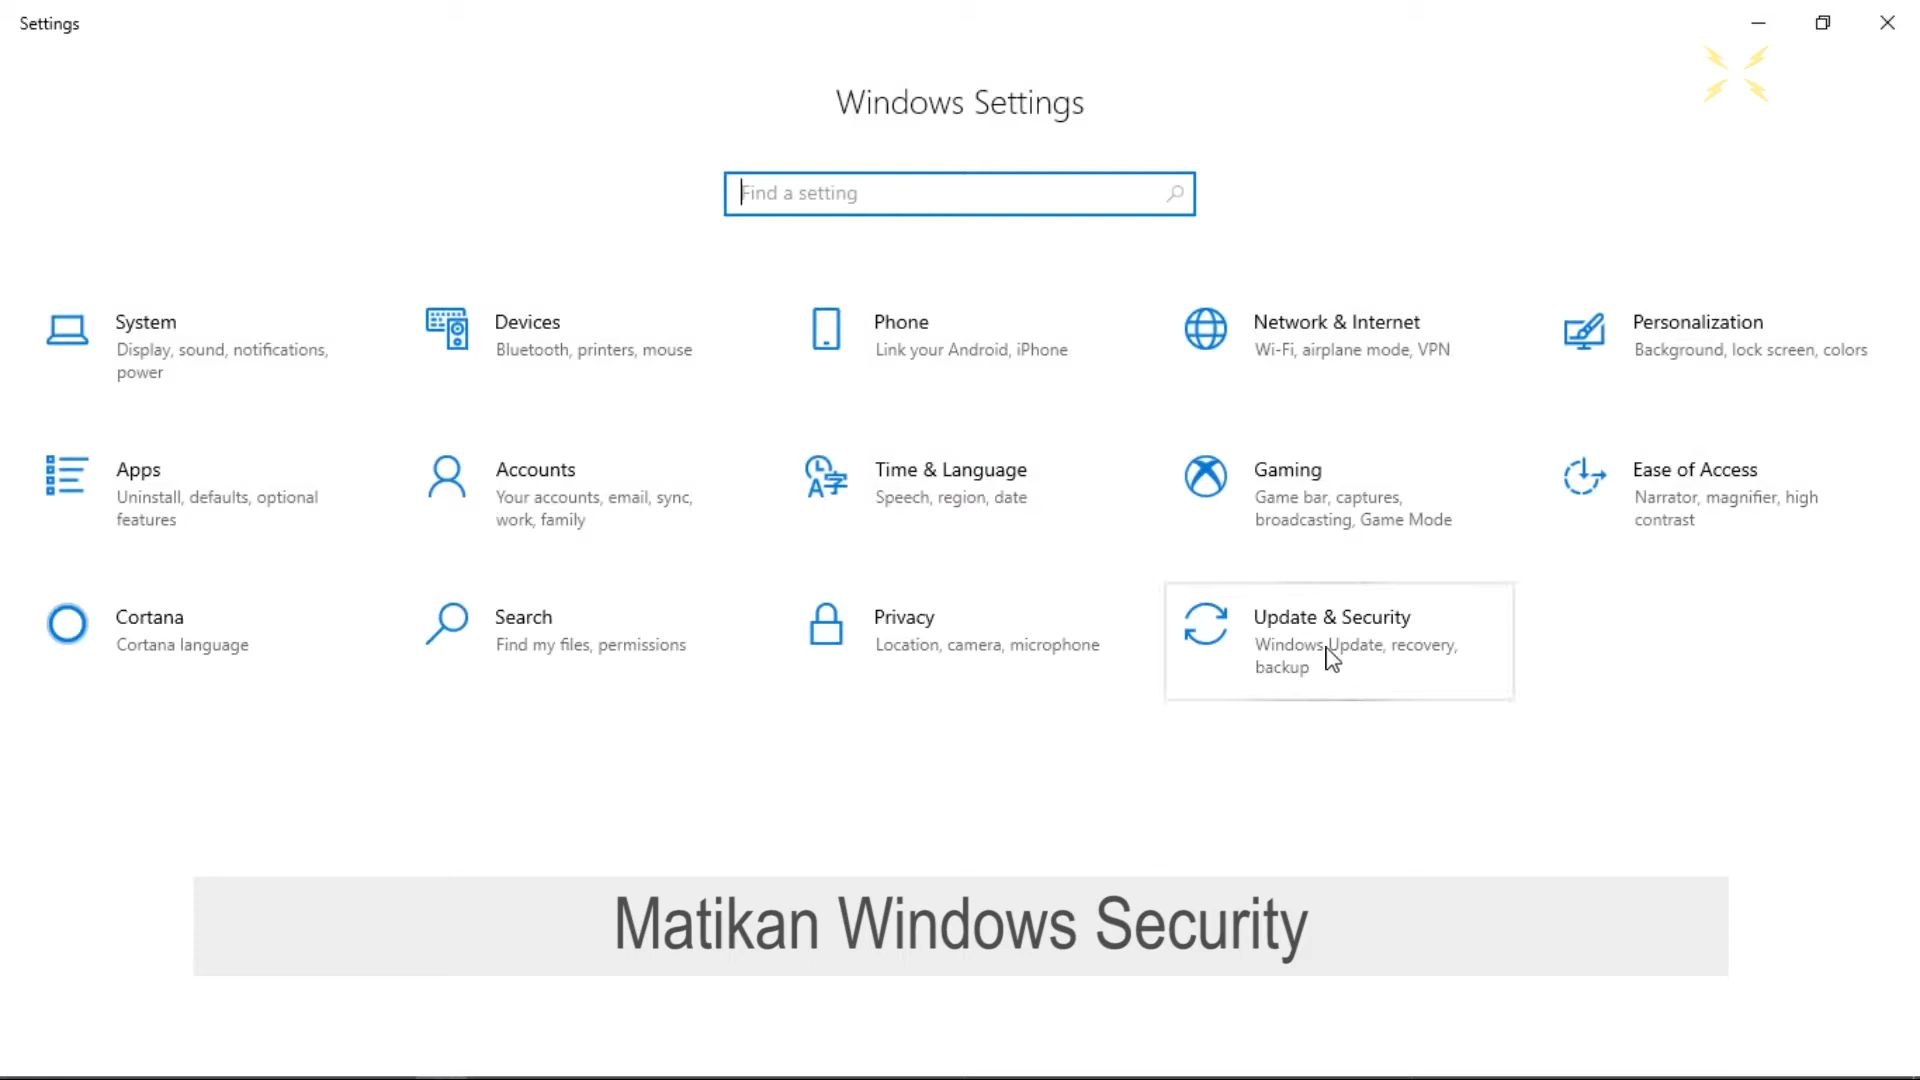 Settings
Windows Settings
Find a setting
System
Display, sound, notifications,
power
Devices
Bluetooth, printers, mouse
Phone
Link your Android, iPhone
Network & Internet
Wi-Fi, airplane mode, VPN
Personalization
Background, lock screen, colors
Apps
Uninstall, defaults, optional
features
Accounts
Your accounts, email, sync,
work, family
Time & Language
Speech, region, date
Gaming
Game bar, captures,
broadcasting, Game Mode
Ease of Access
Narrator, magnifier, high
contrast
Cortana
Cortana language
Search
Find my files, permissions
Privacy
Location, camera, microphone
Update & Security
Windows Update, recovery,
backup
Matikan Windows Security